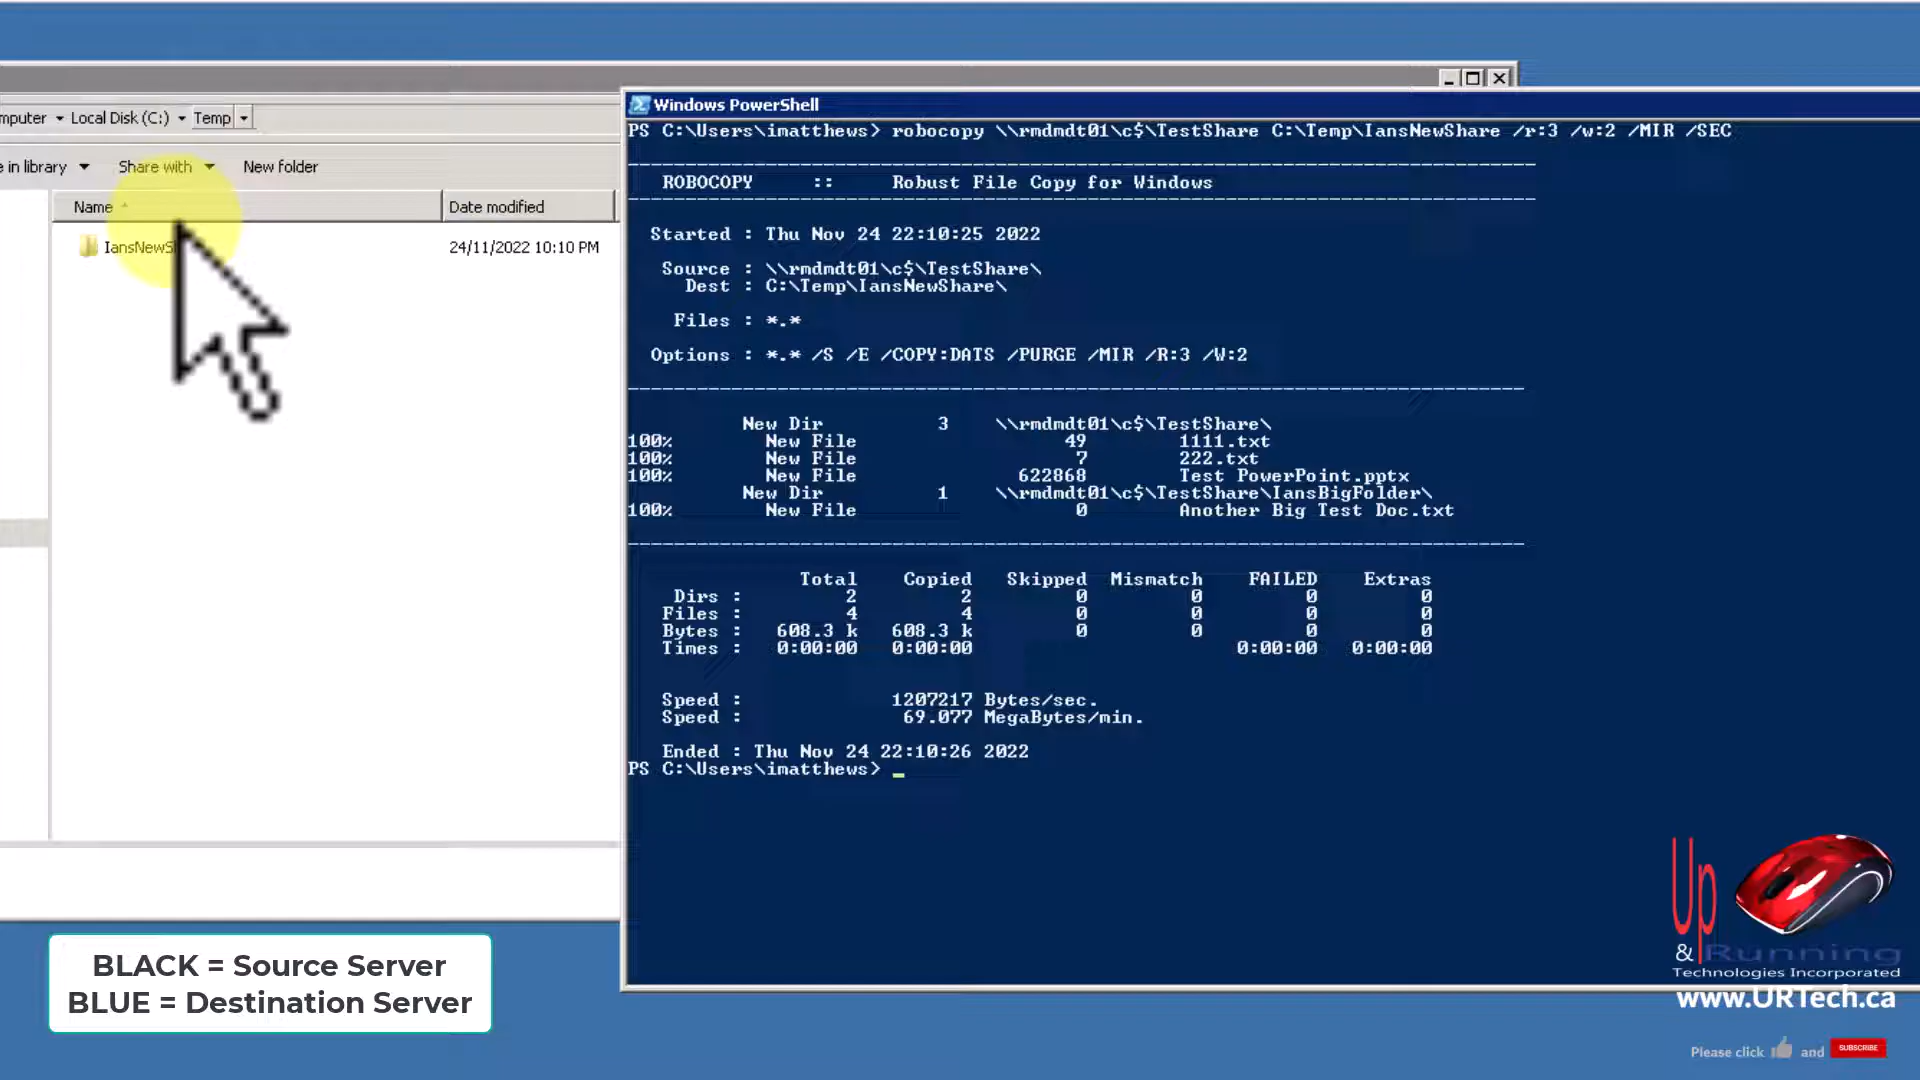 mputer Local Disk (C:) Temp
e in library Share with New folder
Name Date modified
IansNewS 24/11/2022 10:10 PM
Windows PowerShell
PS C:\Users\imatthews> robocopy \\rmdmdt01\c$\TestShare C:\Temp\IansNewShare /r:3 /w:2 /MIR /SEC
ROBOCOPY :: Robust File Copy for Windows
Started : Thu Nov 24 22:10:25 2022
Source : \\rmdmdt01\c$\TestShare\
Dest : C:\Temp\IansNewShare\
Files : *.*
Options : *.* /S /E /COPY:DATS /PURGE /MIR /R:3 /W:2
New Dir 3 \\rmdmdt01\c$\TestShare\
100% New File 49 1111.txt
100% New File 7 222.txt
100% New File 622868 Test PowerPoint.pptx
New Dir 1 \\rmdmdt01\c$\TestShare\IansBigFolder\
100% New File 0 Another Big Test Doc.txt
Total Copied Skipped Mismatch FAILED Extras
Dirs : 2 2 0 0 0 0
Files : 4 4 0 0 0 0
Bytes : 608.3 k 608.3 k 0 0 0 0
Times : 0:00:00 0:00:00 0:00:00 0:00:00
Speed : 1207217 Bytes/sec.
Speed : 69.077 MegaBytes/min.
Ended : Thu Nov 24 22:10:26 2022
PS C:\Users\imatthews> _
BLACK = Source Server
BLUE = Destination Server
Up
& Running
Technologies Incorporated
www.URTech.ca
Please click and SUBSCRIBE